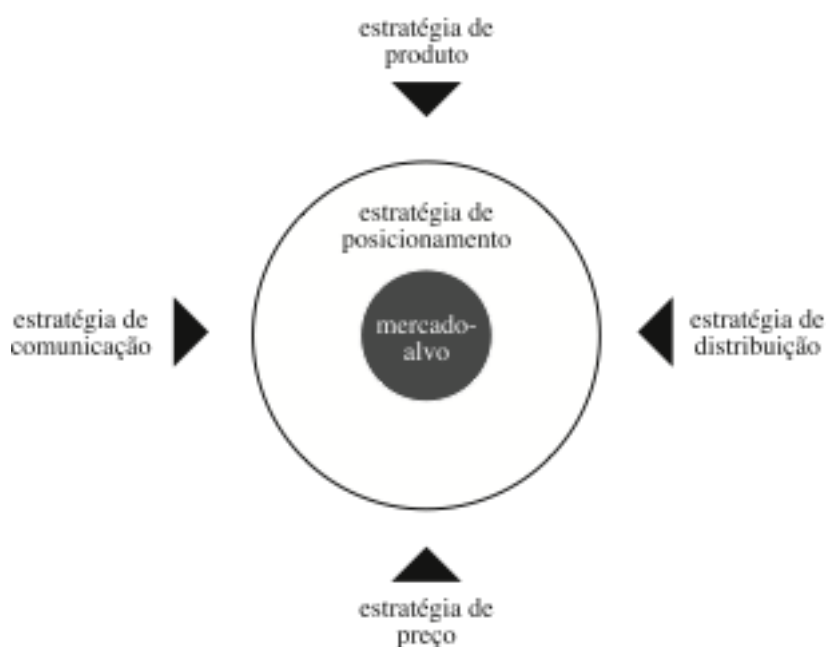 estratégia de
produto
estratégia de
posicionamento
mercado-
alvo
estratégia de
comunicação
estratégia de
distribuição
estratégia de
preço